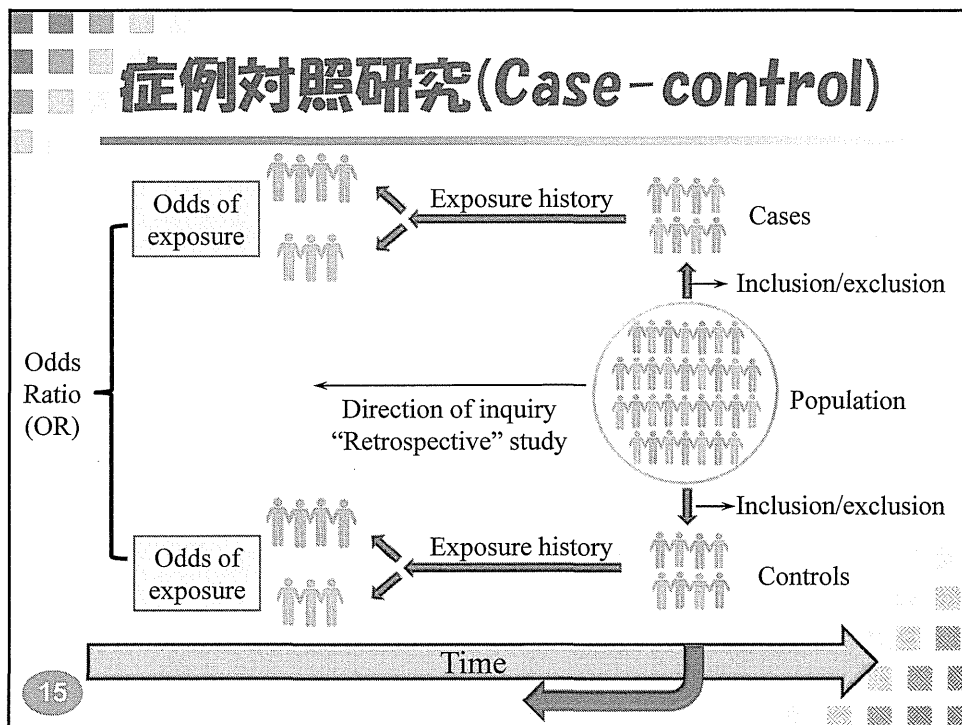 症例対照研究(Case-control)
Odds of
exposure
Exposure history
Cases
Inclusion/exclusion
Odds
Ratio
(OR)
Direction of inquiry
“Retrospective” study
Population
Inclusion/exclusion
Odds of
exposure
Exposure history
Controls
Time
15